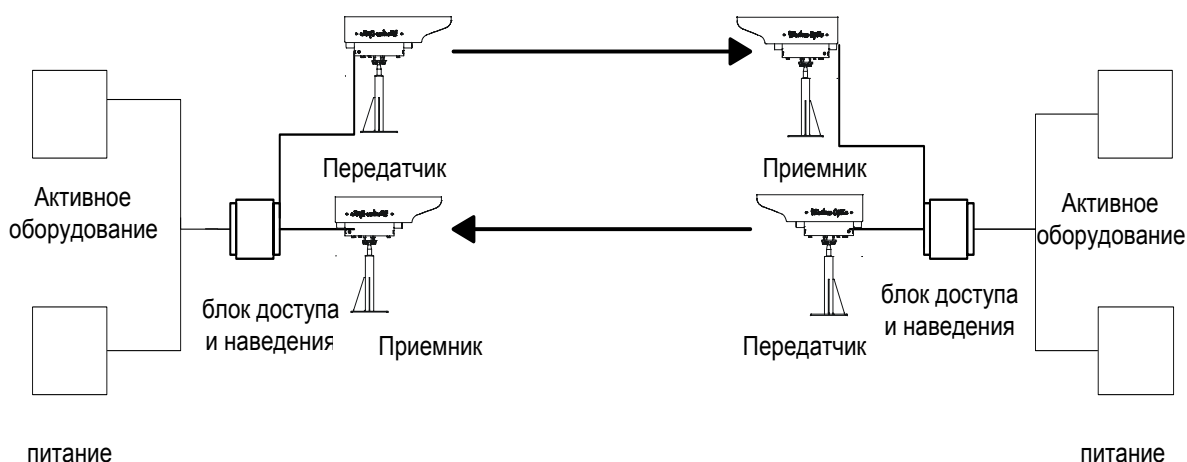 Передатчик
Приемник
Активное
оборудование
Активное
оборудование
блок доступа
и наведения
блок доступа
и наведения
Приемник
Передатчик
питание
питание